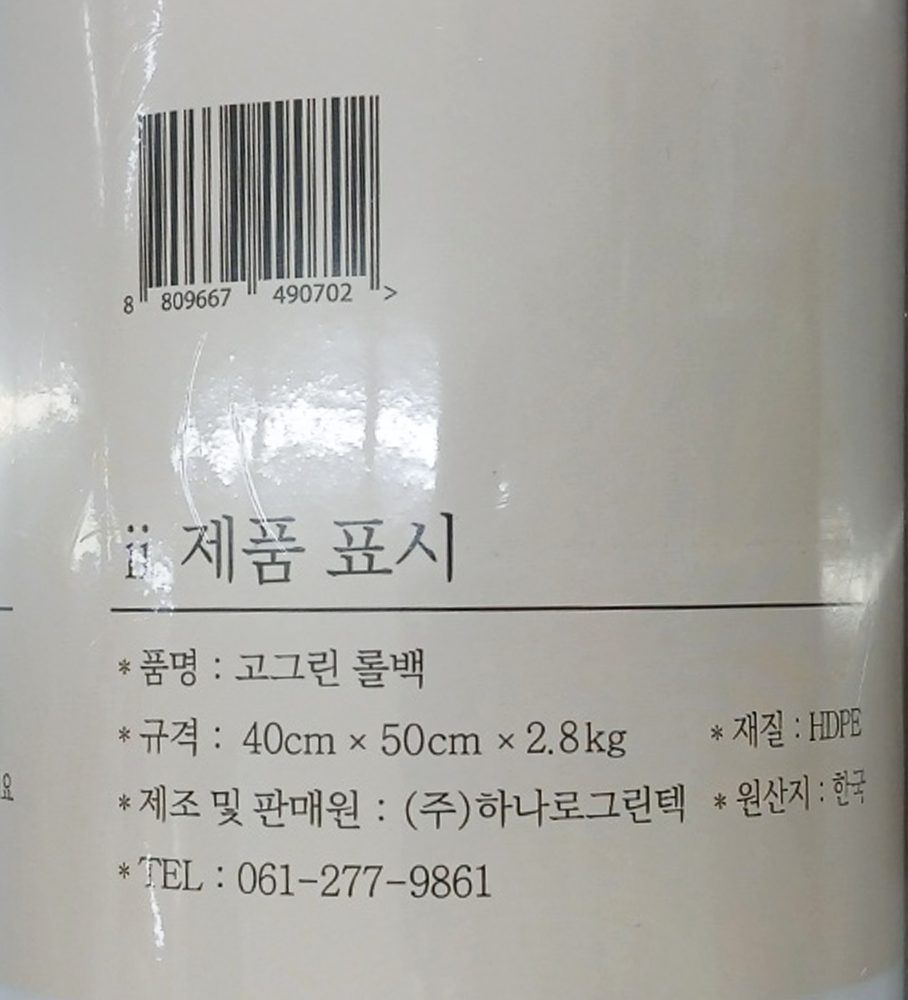 8 809667 490702 >
ii 제품 표시
* 품명 : 고그린 롤백
* 규격 : 40cm × 50cm × 2.8kg * 재질 : HDPE
* 제조 및 판매원 : (주)하나로그린텍 * 원산지 : 한국
* TEL : 061-277-9861
요